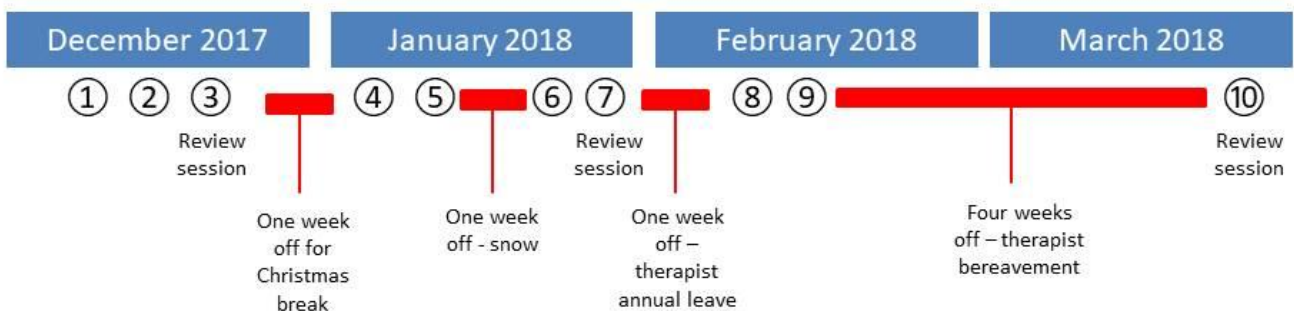 December 2017
January 2018
February 2018
March 2018
① ② ③ ④ ⑤ ⑥ ⑦ ⑧ ⑨ ⑩
Review
session
Review
session
Review
session
One week
off for
Christmas
break
One week
off - snow
One week
off –
therapist
annual leave
Four weeks
off – therapist
bereavement